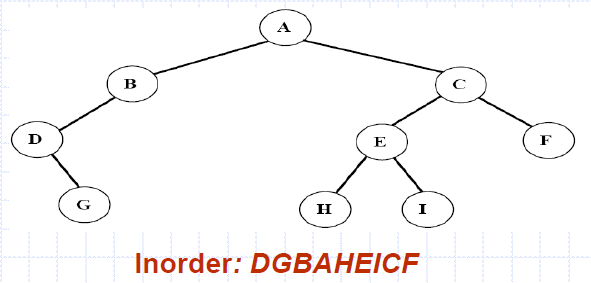 A
B C
D E F
G H I
Inorder: DGBAHEICF